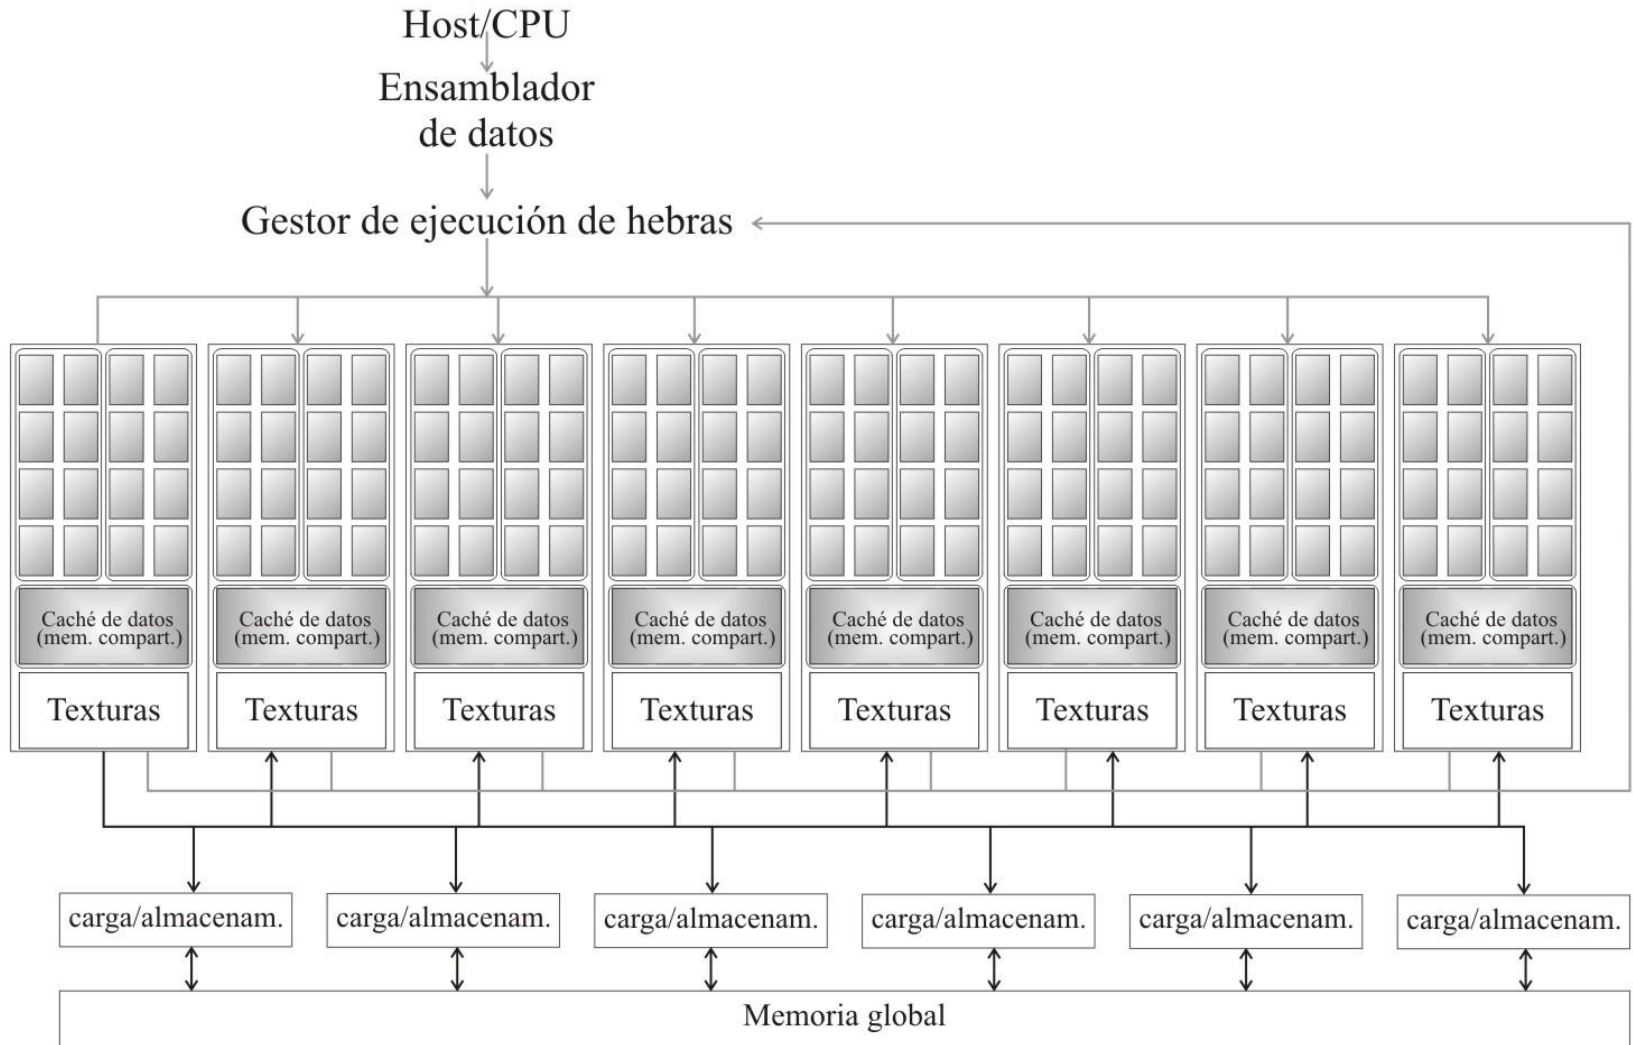 Host/CPU
Ensamblador
de datos
Gestor de ejecución de hebras
Caché de datos
(mem. compart.)
Caché de datos
(mem. compart.)
Caché de datos
(mem. compart.)
Caché de datos
(mem. compart.)
Caché de datos
(mem. compart.)
Caché de datos
(mem. compart.)
Caché de datos
(mem. compart.)
Caché de datos
(mem. compart.)
Texturas
Texturas
Texturas
Texturas
Texturas
Texturas
Texturas
Texturas
carga/almacenam.
carga/almacenam.
carga/almacenam.
carga/almacenam.
carga/almacenam.
carga/almacenam.
Memoria global